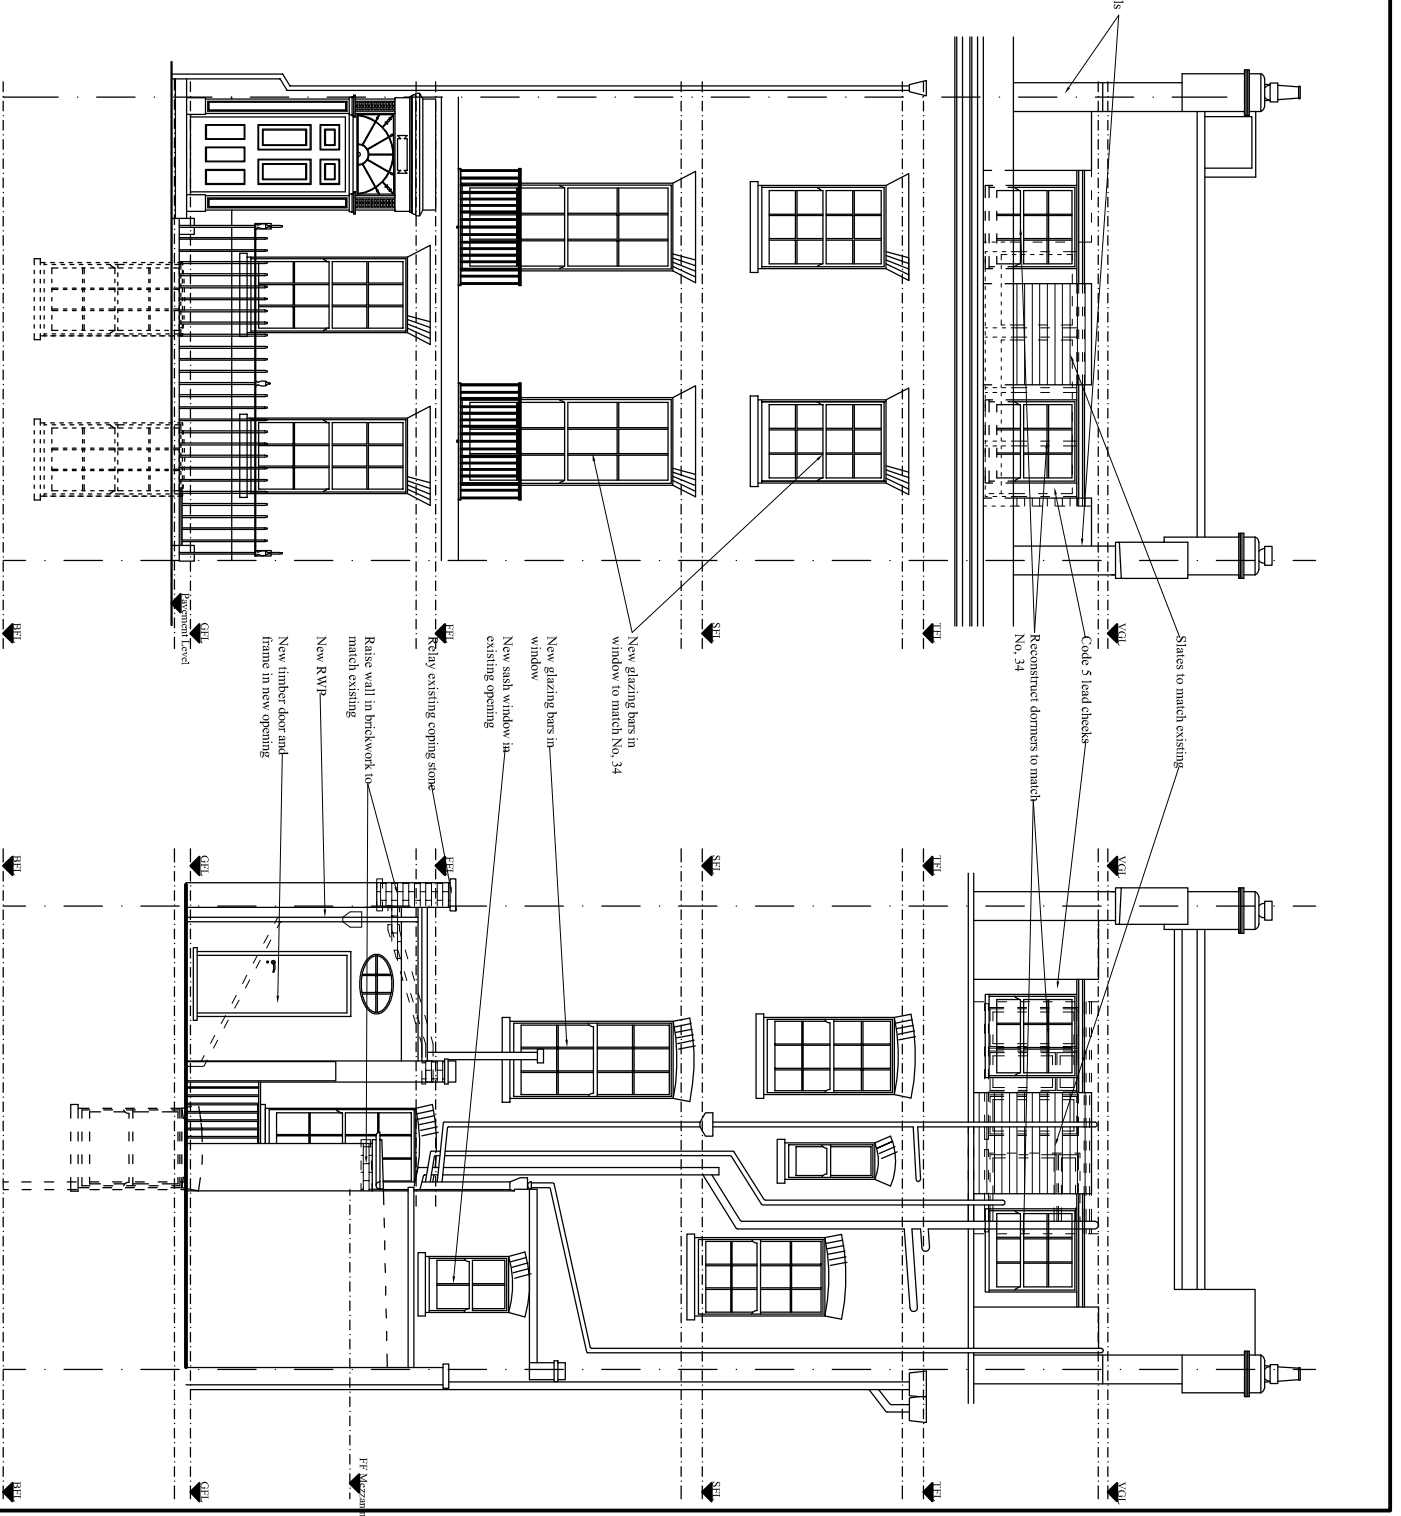 ls
Slates to match existing
Code 5 lead cheeks
Reconstruct dormers to match
No, 34
New glazing bars in
window to match No, 34
New glazing bars in
window
New sash window in
existing opening
Relay existing coping stone
Raise wall in brickwork to
match existing
New RWP
New timber door and
frame in new opening
VGL
TFL
SFL
FFL
GFL
Pavement Level
BFL
VGL
TFL
SFL
FFL
GFL
BFL
VGL
TFL
SFL
FF Mezzanin
GFL
BFL